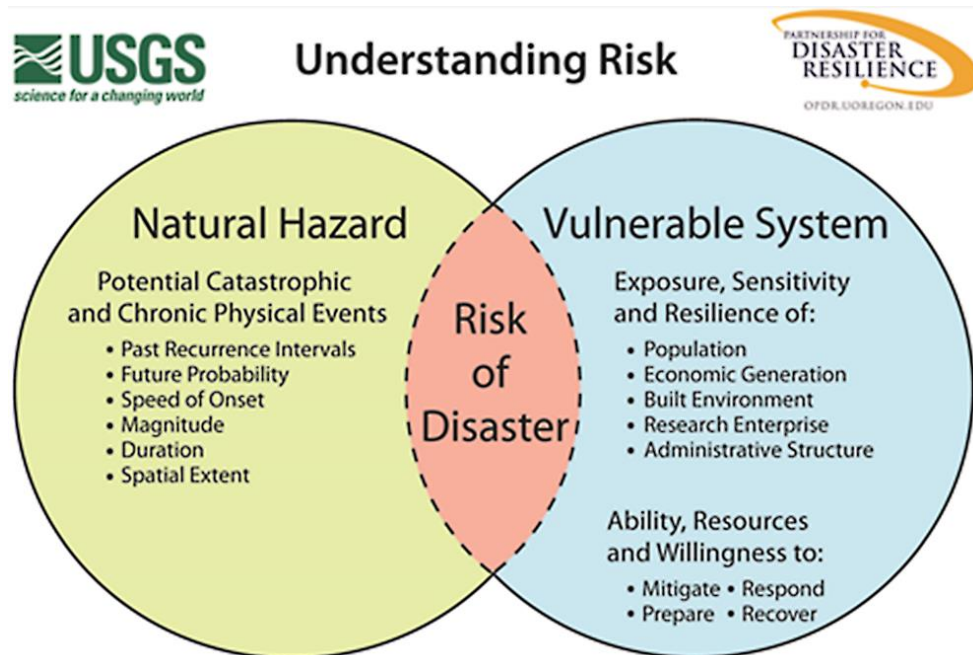 USGS
science for a changing world
Understanding Risk
PARTNERSHIP FOR
DISASTER
RESILIENCE
OPDR.UOREGON.EDU
Natural Hazard
Potential Catastrophic
and Chronic Physical Events
• Past Recurrence Intervals
• Future Probability
• Speed of Onset
• Magnitude
• Duration
• Spatial Extent
Risk
of
Disaster
Vulnerable System
Exposure, Sensitivity
and Resilience of:
• Population
• Economic Generation
• Built Environment
• Research Enterprise
• Administrative Structure
Ability, Resources
and Willingness to:
• Mitigate • Respond
• Prepare • Recover